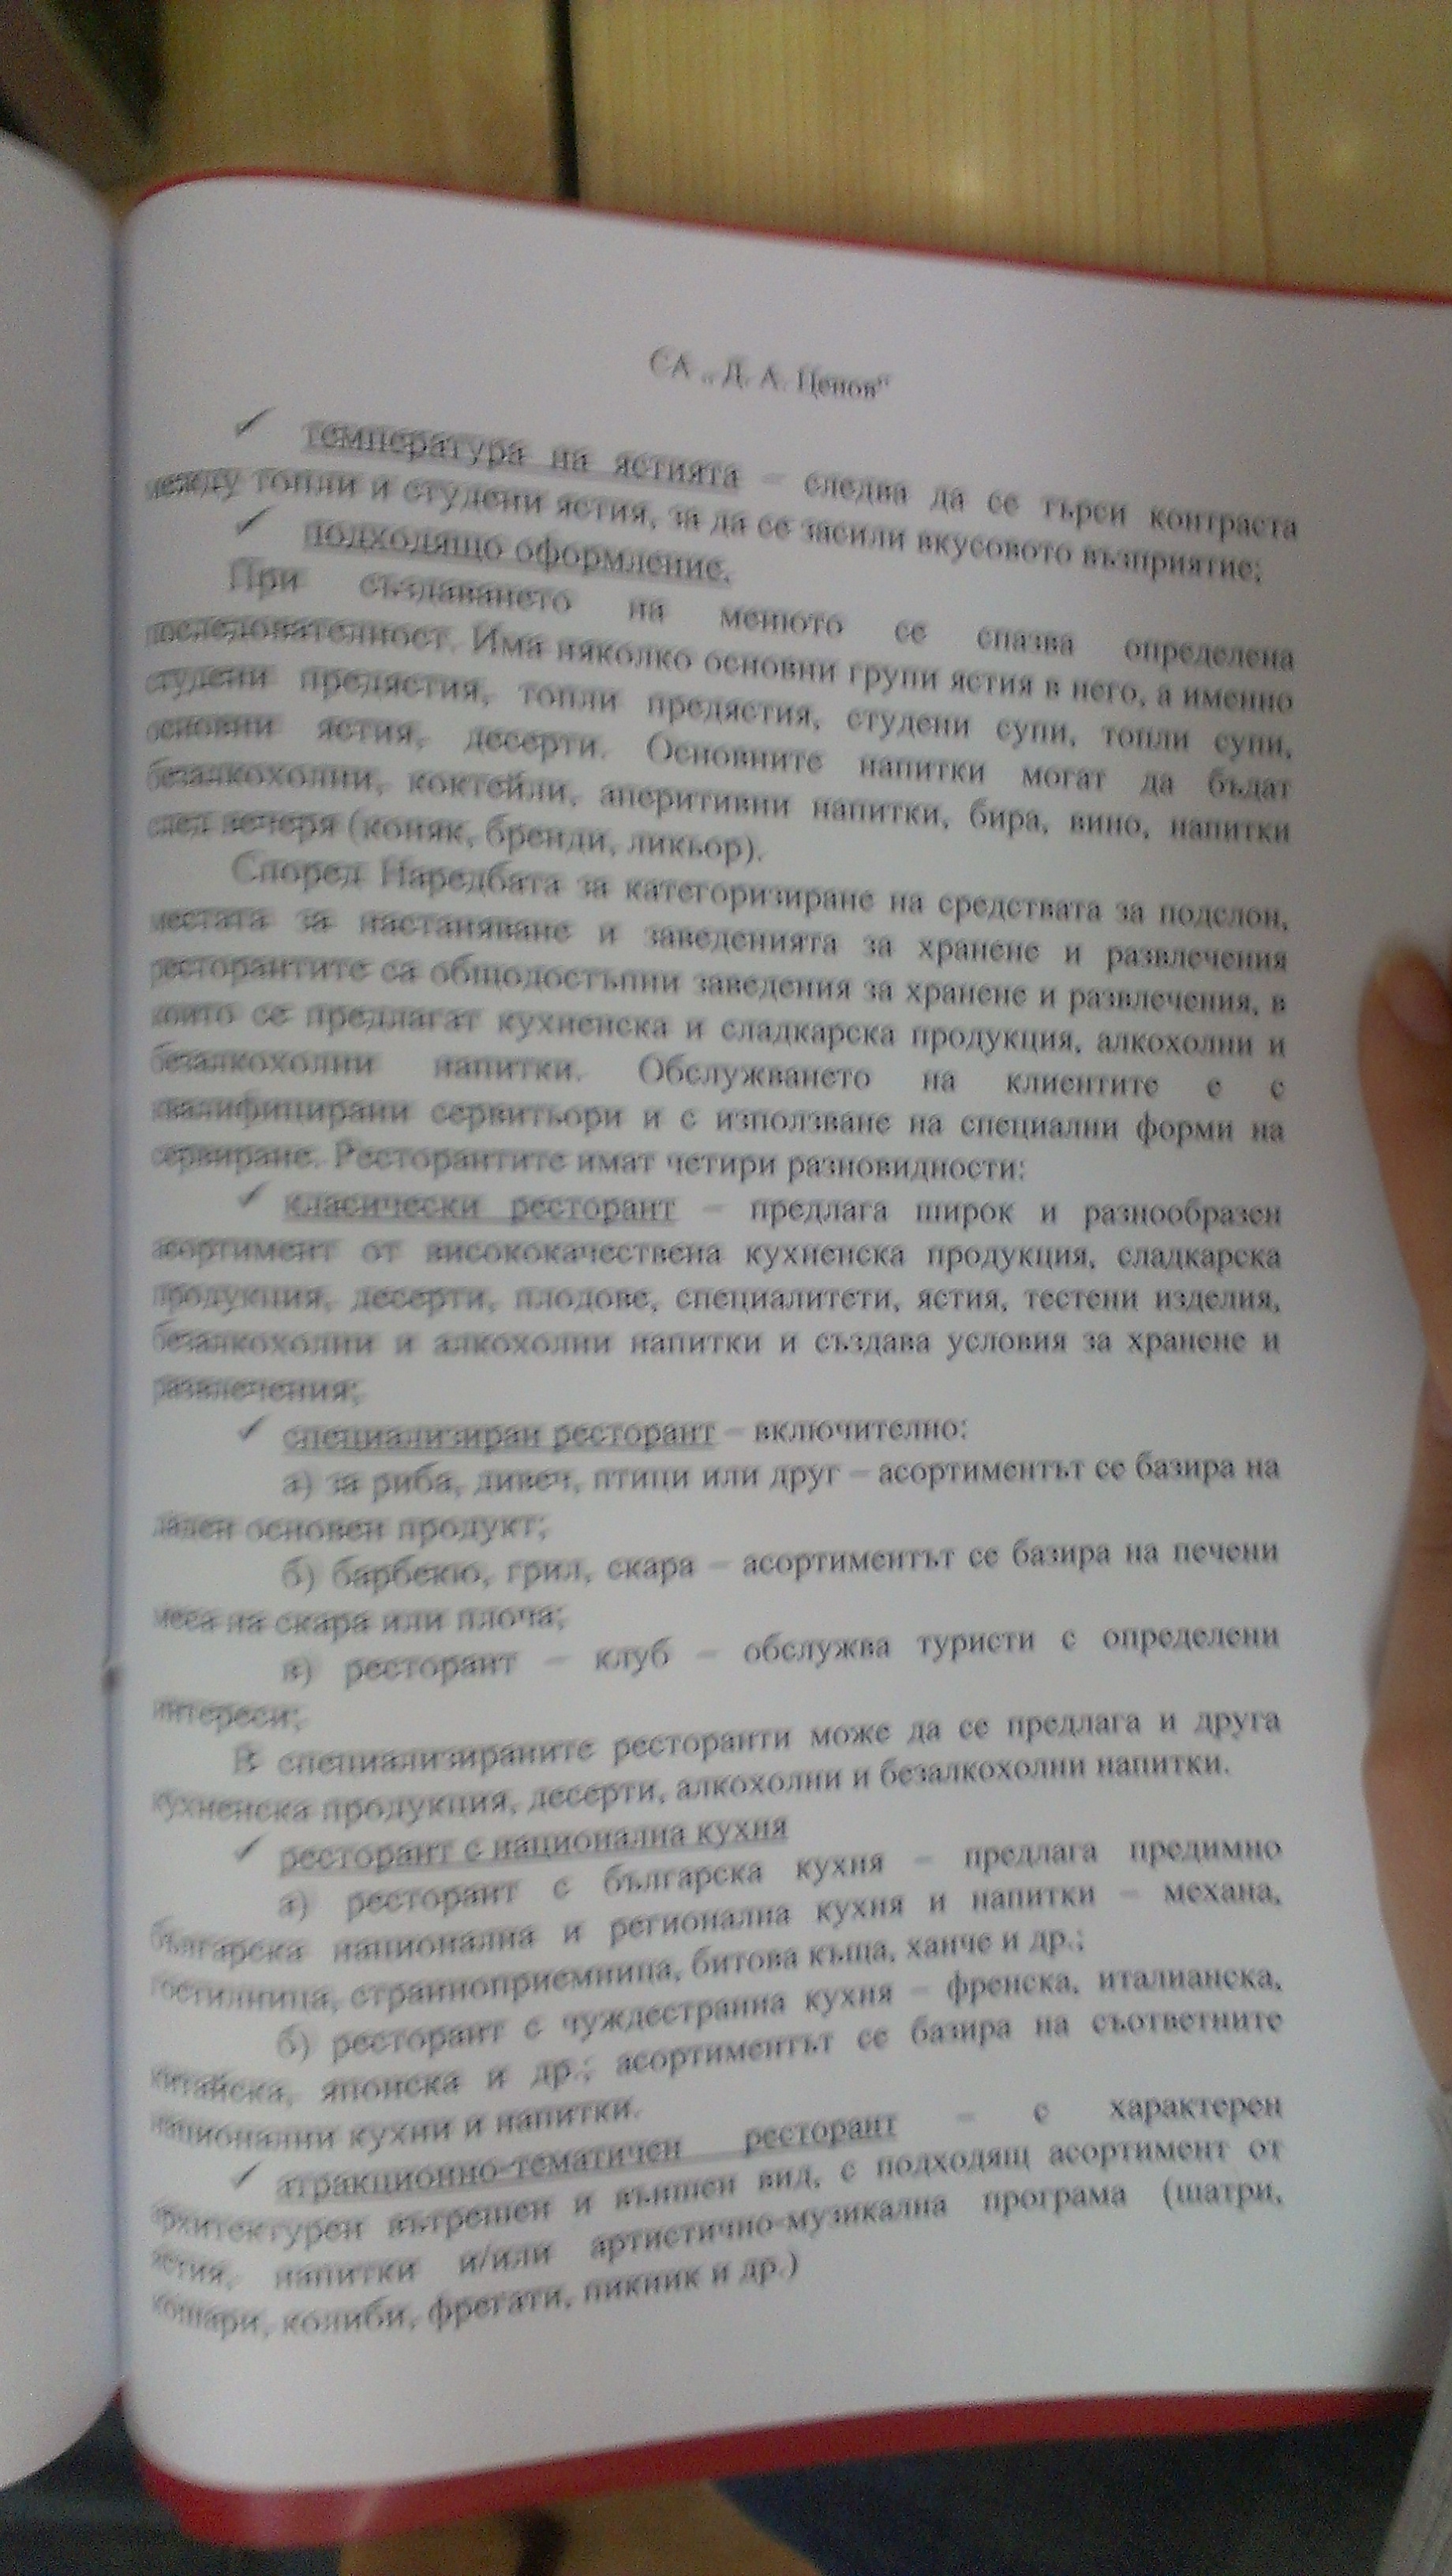 СА „Д. А. Ценов“
✓ температура на ястията – следва да се търси контраста
между топли и студени ястия, за да се засили вкусовото възприятие;
✓ подходящо оформление.
При създаването на менюто се спазва определена
последователност. Има няколко основни групи ястия в него, а именно
студени предястия, топли предястия, студени супи, топли супи,
основни ястия, десерти. Основните напитки могат да бъдат
безалкохолни, коктейли, аперитивни напитки, бира, вино, напитки
след вечеря (коняк, бренди, ликьор).
Според Наредбата за категоризиране на средствата за подслон,
местата за настаняване и заведенията за хранене и развлечения
ресторантите са общодостъпни заведения за хранене и развлечения, в
които се предлагат кухненска и сладкарска продукция, алкохолни и
безалкохолни напитки. Обслужването на клиентите е с
квалифицирани сервитьори и с използване на специални форми на
сервиране. Ресторантите имат четири разновидности:
✓ класически ресторант – предлага широк и разнообразен
асортимент от висококачествена кухненска продукция, сладкарска
продукция, десерти, плодове, специалитети, ястия, тестени изделия,
безалкохолни и алкохолни напитки и създава условия за хранене и
развлечения;
✓ специализиран ресторант – включително:
а) за риба, дивеч, птици или друг – асортиментът се базира на
даден основен продукт;
б) барбекю, грил, скара – асортиментът се базира на печени
меса на скара или плоча;
в) ресторант – клуб – обслужва туристи с определени
интереси;
В специализираните ресторанти може да се предлага и друга
кухненска продукция, десерти, алкохолни и безалкохолни напитки.
✓ ресторант с национална кухня
а) ресторант с българска кухня – предлага предимно
българска национална и регионална кухня и напитки – механа,
гостилница, странноприемница, битова къща, ханче и др.;
б) ресторант с чуждестранна кухня – френска, италианска,
китайска, японска и др.; асортиментът се базира на съответните
национални кухни и напитки.
✓ атракционно-тематичен ресторант – с характерен
архитектурен вътрешен и външен вид, с подходящ асортимент от
ястия, напитки и/или артистично-музикална програма (шатри,
кошари, колиби, фрегати, пикник и др.)